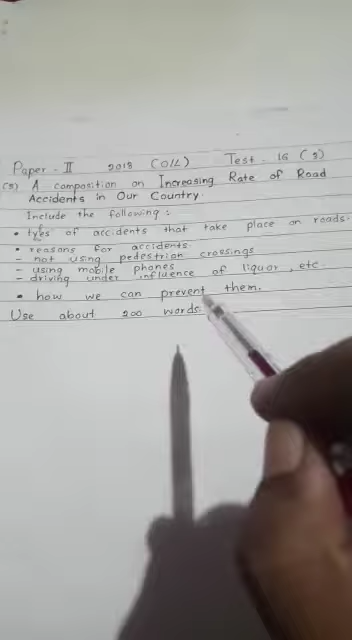 Paper - II 2018 (O/L) Test - 16 (s)
(s) A composition on Increasing Rate of Road
Accidents in Our Country.
Include the following :
• types of accidents that take place on roads.
• reasons for accidents.
- not using pedestrian crossings
- using mobile phones
- driving under influence of liquor, etc.
• how we can prevent them.
Use about 200 words.